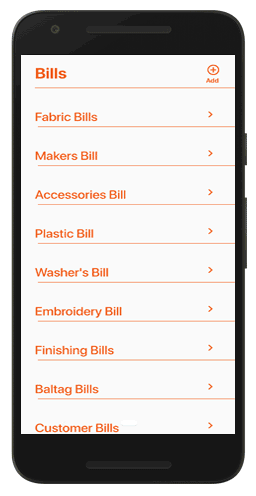 Bills
Add
Fabric Bills
Makers Bill
Accessories Bill
Plastic Bill
Washer's Bill
Embroidery Bill
Finishing Bills
Baltag Bills
Customer Bills